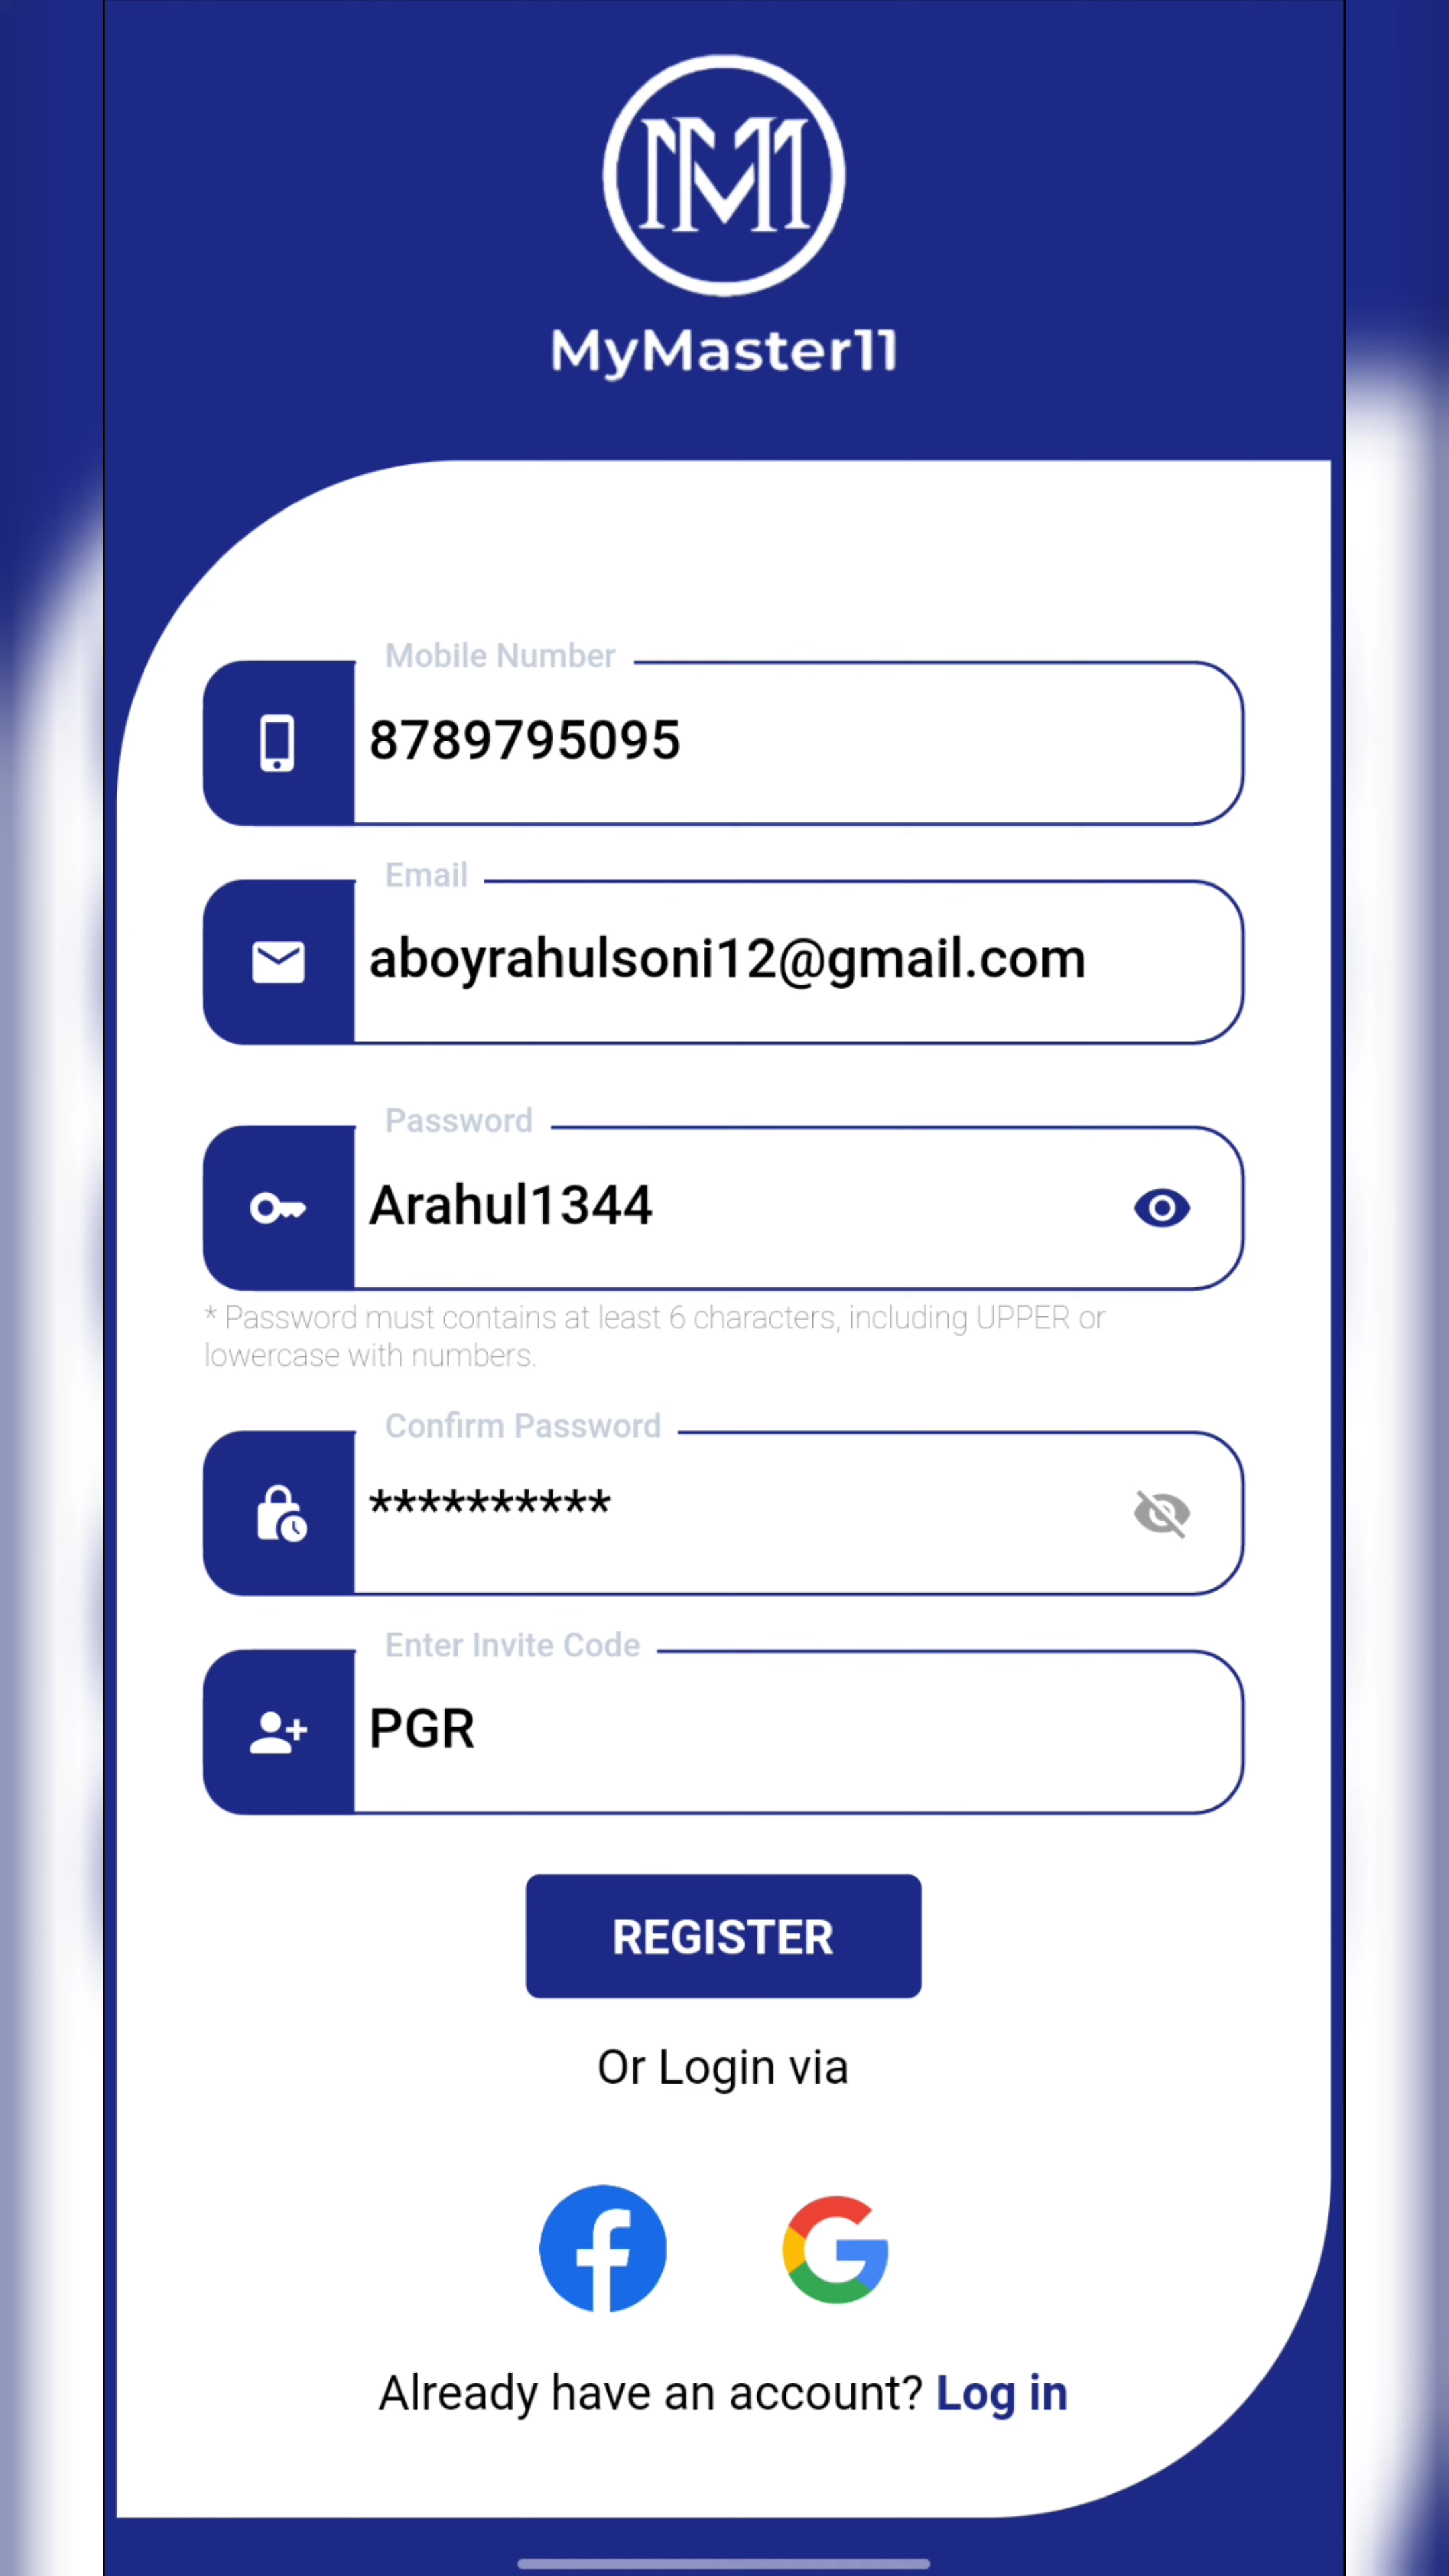 MM
MyMaster11
Mobile Number
8789795095
Email
aboyrahulsoni12@gmail.com
Password
Arahul1344
* Password must contains at least 6 characters, including UPPER or
lowercase with numbers.
Confirm Password
**********
Enter Invite Code
PGR
REGISTER
Or Login via
Already have an account? Log in